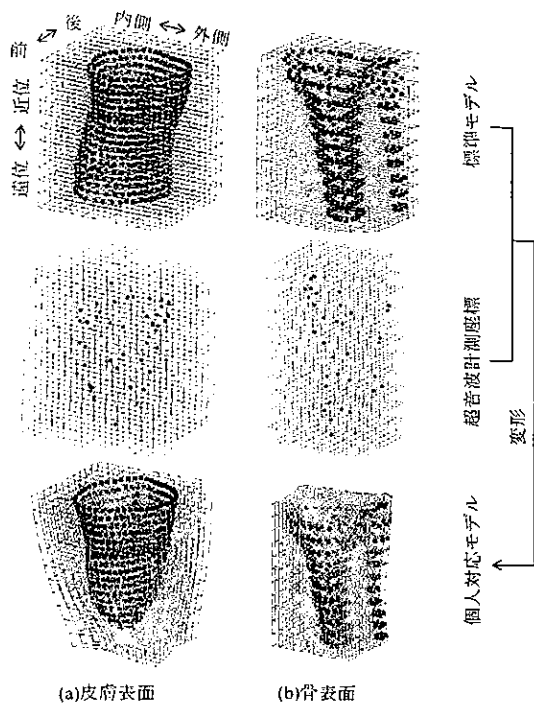 前 ↔ 後
内側 ↔ 外側
遠位 ↔ 近位
標準モデル
超音波計測座標
変形
個人対応モデル
(a)皮膚表面
(b)骨表面